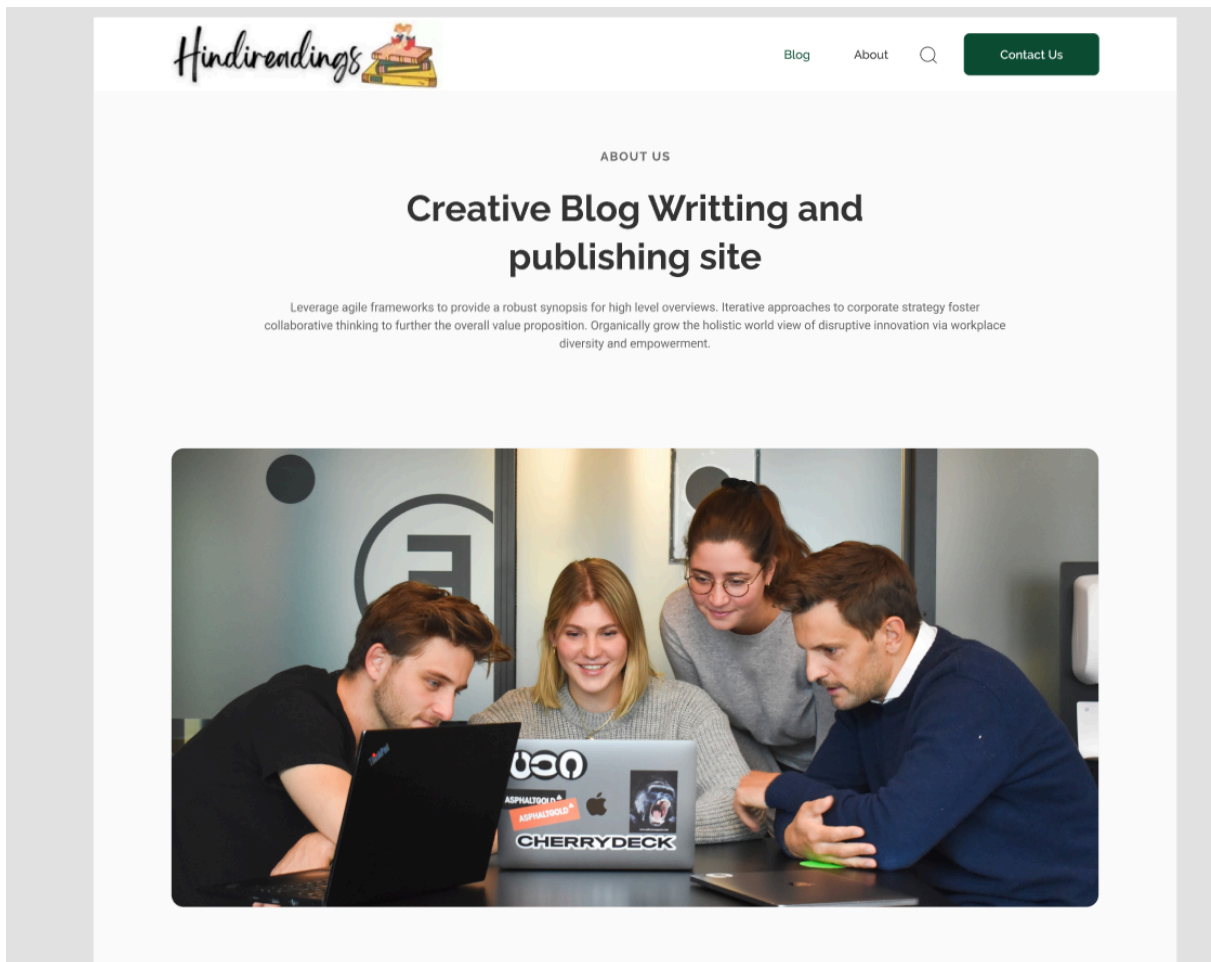 Hindireadings
Blog About Contact Us
ABOUT US
Creative Blog Writting and
publishing site
Leverage agile frameworks to provide a robust synopsis for high level overviews. Iterative approaches to corporate strategy foster
collaborative thinking to further the overall value proposition. Organically grow the holistic world view of disruptive innovation via workplace
diversity and empowerment.
ThinkPad
ASPHALTGOLD
ASPHALTGOLD
CHERRYDECK